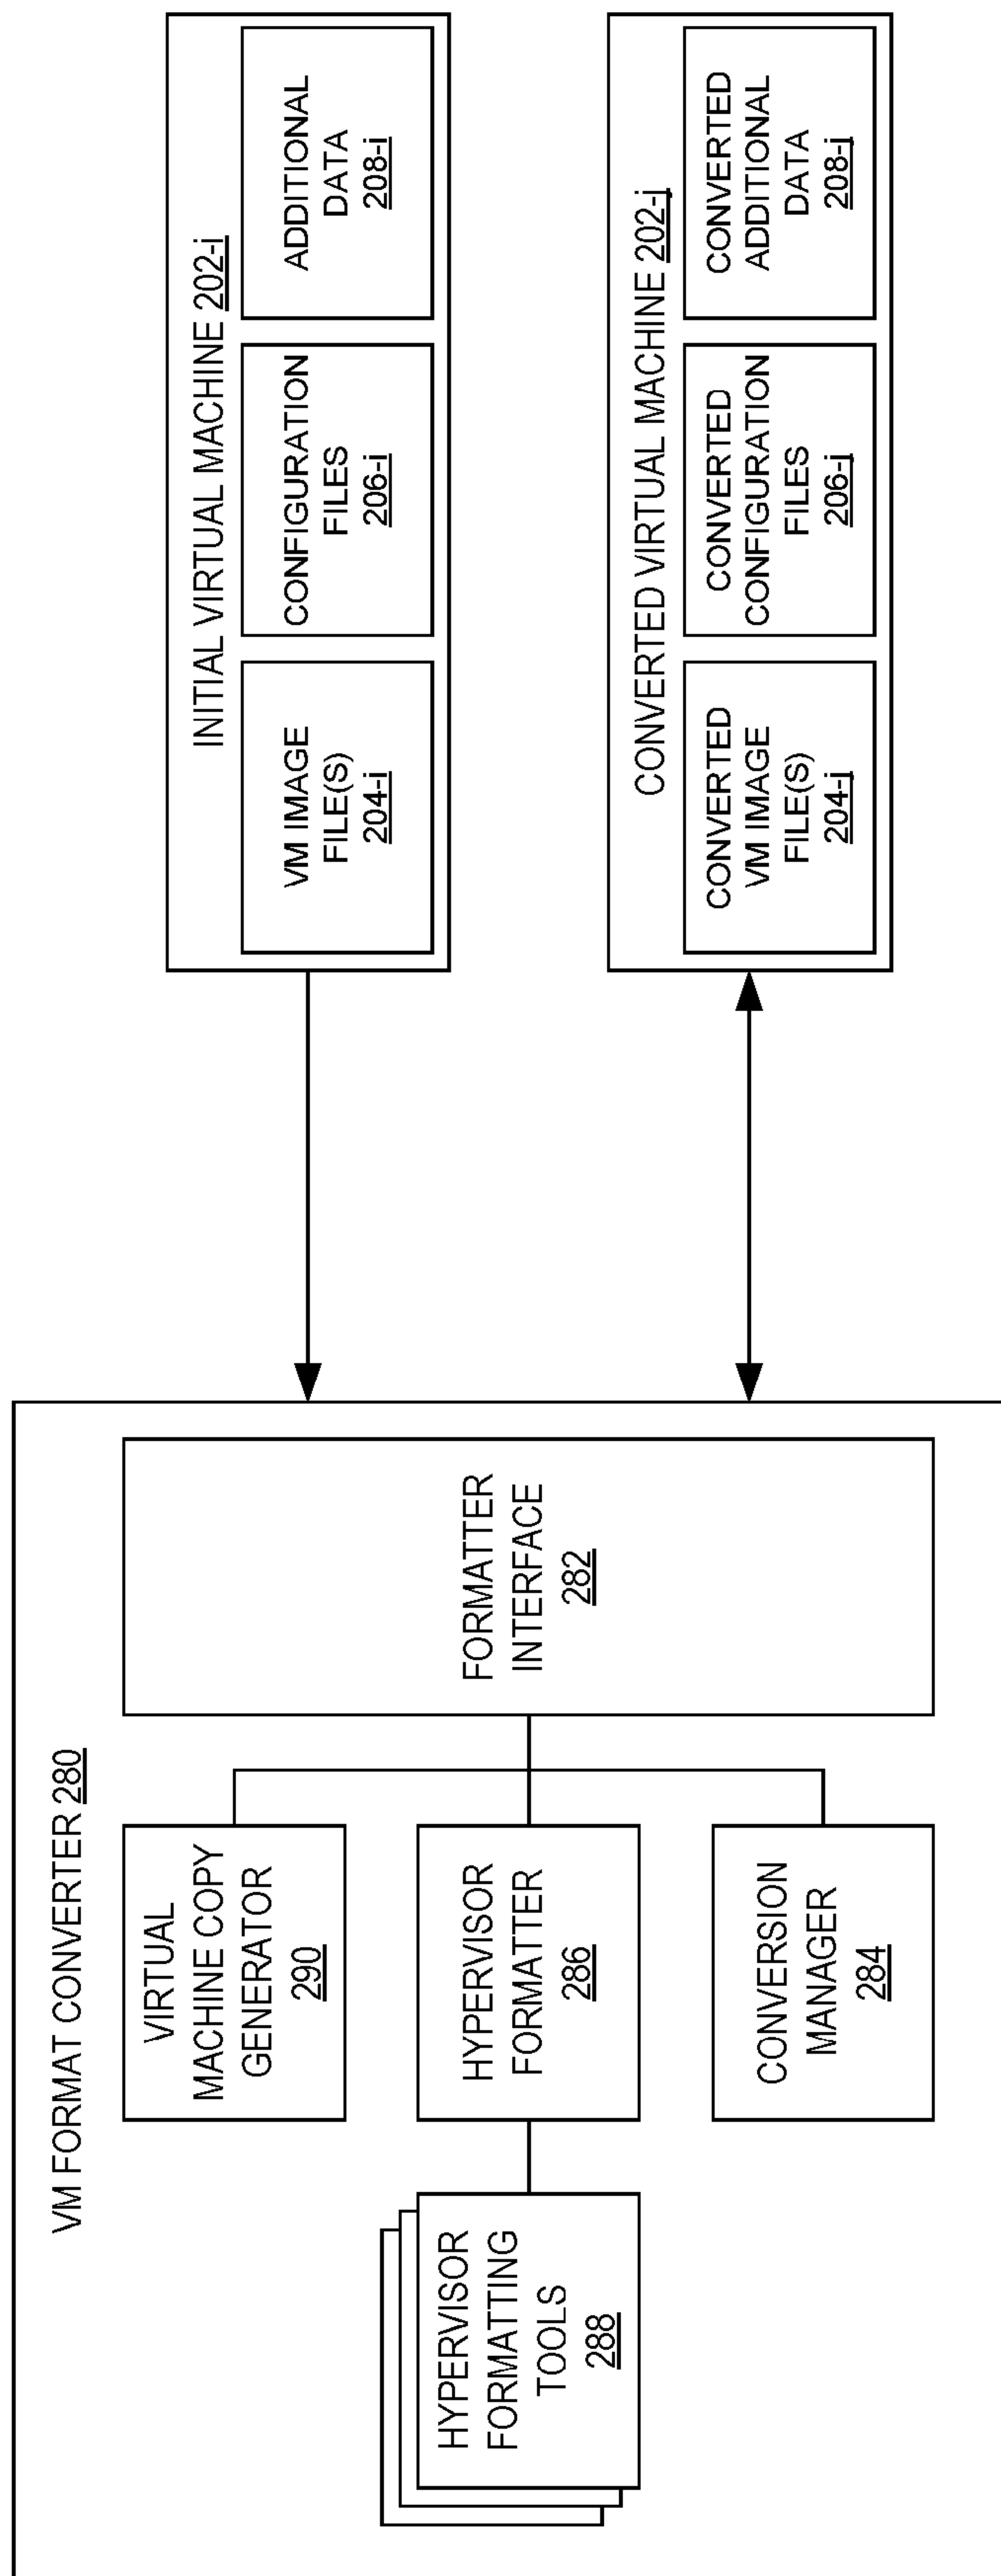 VM FORMAT CONVERTER 280
HYPERVISOR
FORMATTING
TOOLS
288
VIRTUAL
MACHINE COPY
GENERATOR
290
HYPERVISOR
FORMATTER
286
CONVERSION
MANAGER
284
FORMATTER
INTERFACE
282
INITIAL VIRTUAL MACHINE 202-i
VM IMAGE
FILE(S)
204-i
CONFIGURATION
FILES
206-i
ADDITIONAL
DATA
208-i
CONVERTED VIRTUAL MACHINE 202-j
CONVERTED
VM IMAGE
FILE(S)
204-j
CONVERTED
CONFIGURATION
FILES
206-j
CONVERTED
ADDITIONAL
DATA
208-j